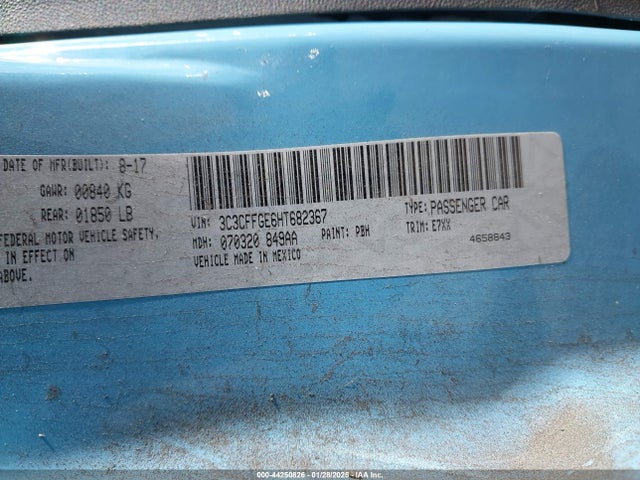 DATE OF MFR(BUILT): 8-17
GAWR: 00840 KG
REAR: 01850 LB
FEDERAL MOTOR VEHICLE SAFETY,
IN EFFECT ON
ABOVE.
VIN: 3C3CFFGE6HT682367
MDH: 070320 849AA
PAINT: PBH
VEHICLE MADE IN MEXICO
TYPE: PASSENGER CAR
TRIM: E7XX
4658843
000-44250826 - 01/28/2026 - IAA Inc.